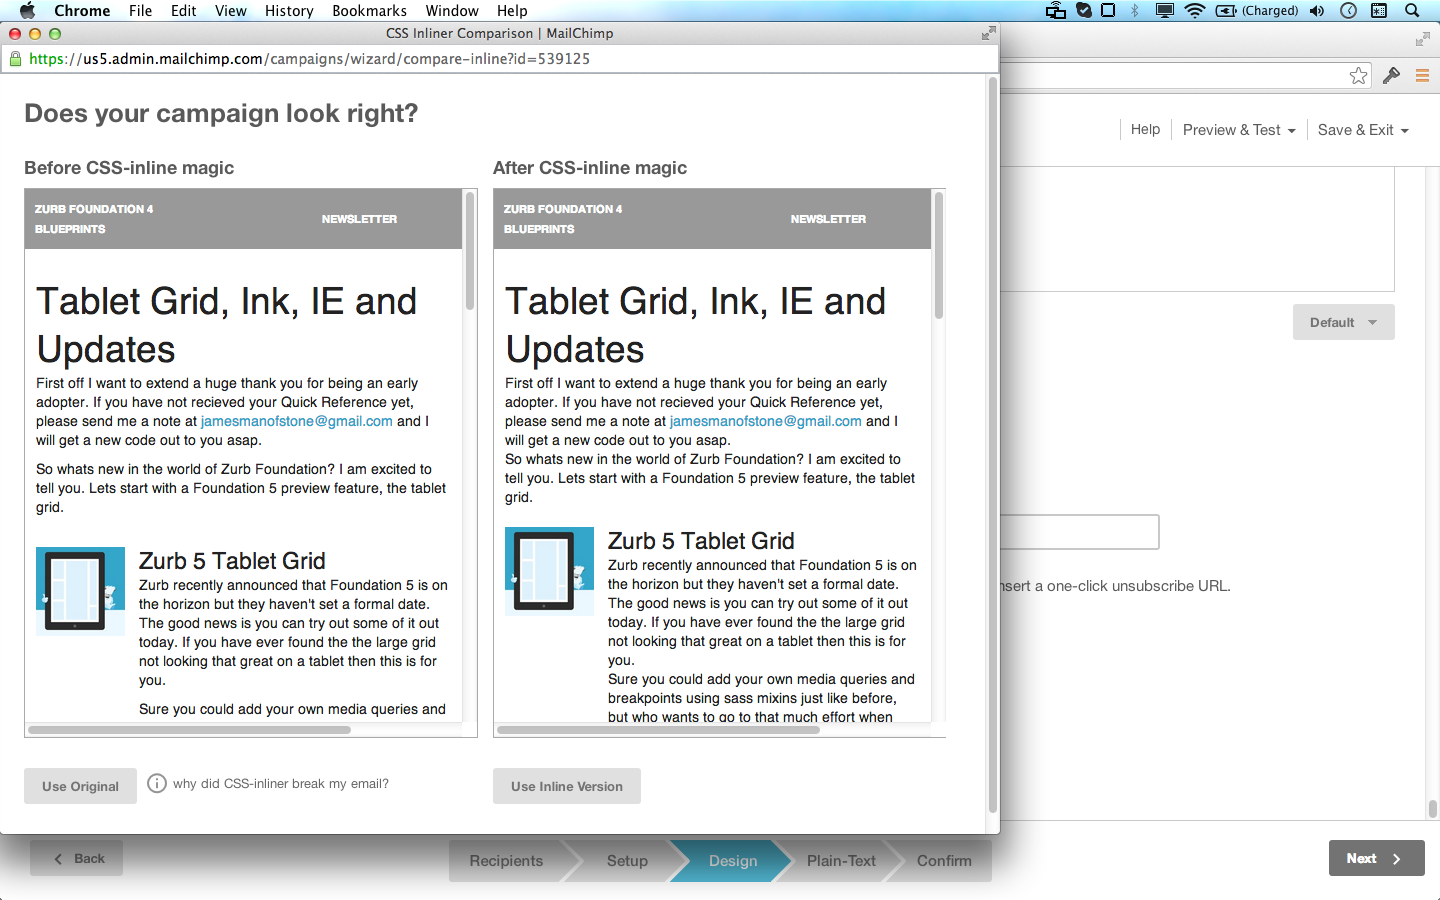 Chrome File Edit View History Bookmarks Window Help (Charged)
CSS Inliner Comparison | MailChimp
https://us5.admin.mailchimp.com/campaigns/wizard/compare-inline?id=539125
Does your campaign look right?
Before CSS-inline magic
ZURB FOUNDATION 4
BLUEPRINTS
NEWSLETTER
Tablet Grid, Ink, IE and
Updates
First off I want to extend a huge thank you for being an early
adopter. If you have not recieved your Quick Reference yet,
please send me a note at jamesmanofstone@gmail.com and I
will get a new code out to you asap.
So whats new in the world of Zurb Foundation? I am excited to
tell you. Lets start with a Foundation 5 preview feature, the tablet
grid.
Zurb 5 Tablet Grid
Zurb recently announced that Foundation 5 is on
the horizon but they haven't set a formal date.
The good news is you can try out some of it out
today. If you have ever found the the large grid
not looking that great on a tablet then this is for
you.
Sure you could add your own media queries and
Use Original
why did CSS-inliner break my email?
After CSS-inline magic
ZURB FOUNDATION 4
BLUEPRINTS
NEWSLETTER
Tablet Grid, Ink, IE and
Updates
First off I want to extend a huge thank you for being an early
adopter. If you have not recieved your Quick Reference yet,
please send me a note at jamesmanofstone@gmail.com and I
will get a new code out to you asap.
So whats new in the world of Zurb Foundation? I am excited to
tell you. Lets start with a Foundation 5 preview feature, the tablet
grid.
Zurb 5 Tablet Grid
Zurb recently announced that Foundation 5 is on
the horizon but they haven't set a formal date.
The good news is you can try out some of it out
today. If you have ever found the the large grid
not looking that great on a tablet then this is for
you.
Sure you could add your own media queries and
breakpoints using sass mixins just like before,
but who wants to go to that much effort when
Use Inline Version
Help Preview & Test Save & Exit
Default
nsert a one-click unsubscribe URL.
Back Recipients Setup Design Plain-Text Confirm Next